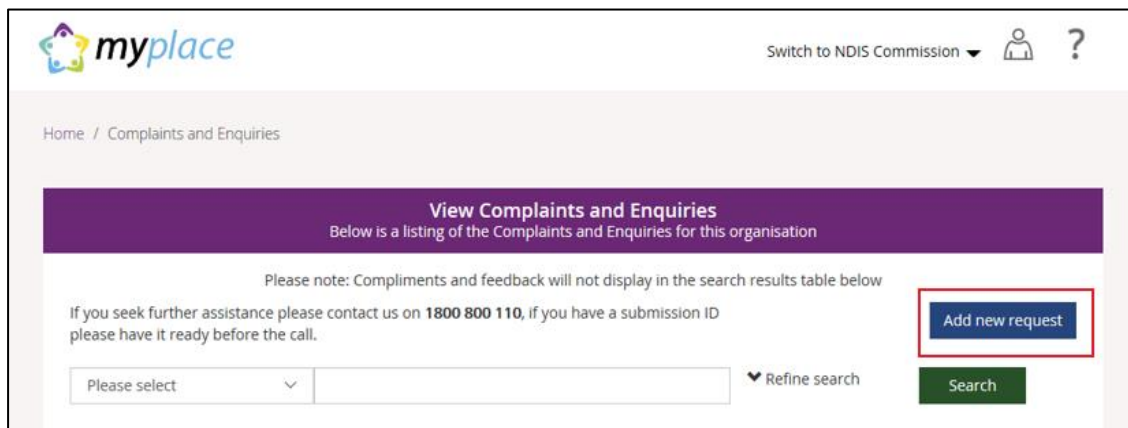 myplace
Switch to NDIS Commission
?
Home / Complaints and Enquiries
View Complaints and Enquiries
Below is a listing of the Complaints and Enquiries for this organisation
Please note: Compliments and feedback will not display in the search results table below
If you seek further assistance please contact us on 1800 800 110, if you have a submission ID
please have it ready before the call.
Add new request
Please select
Refine search
Search